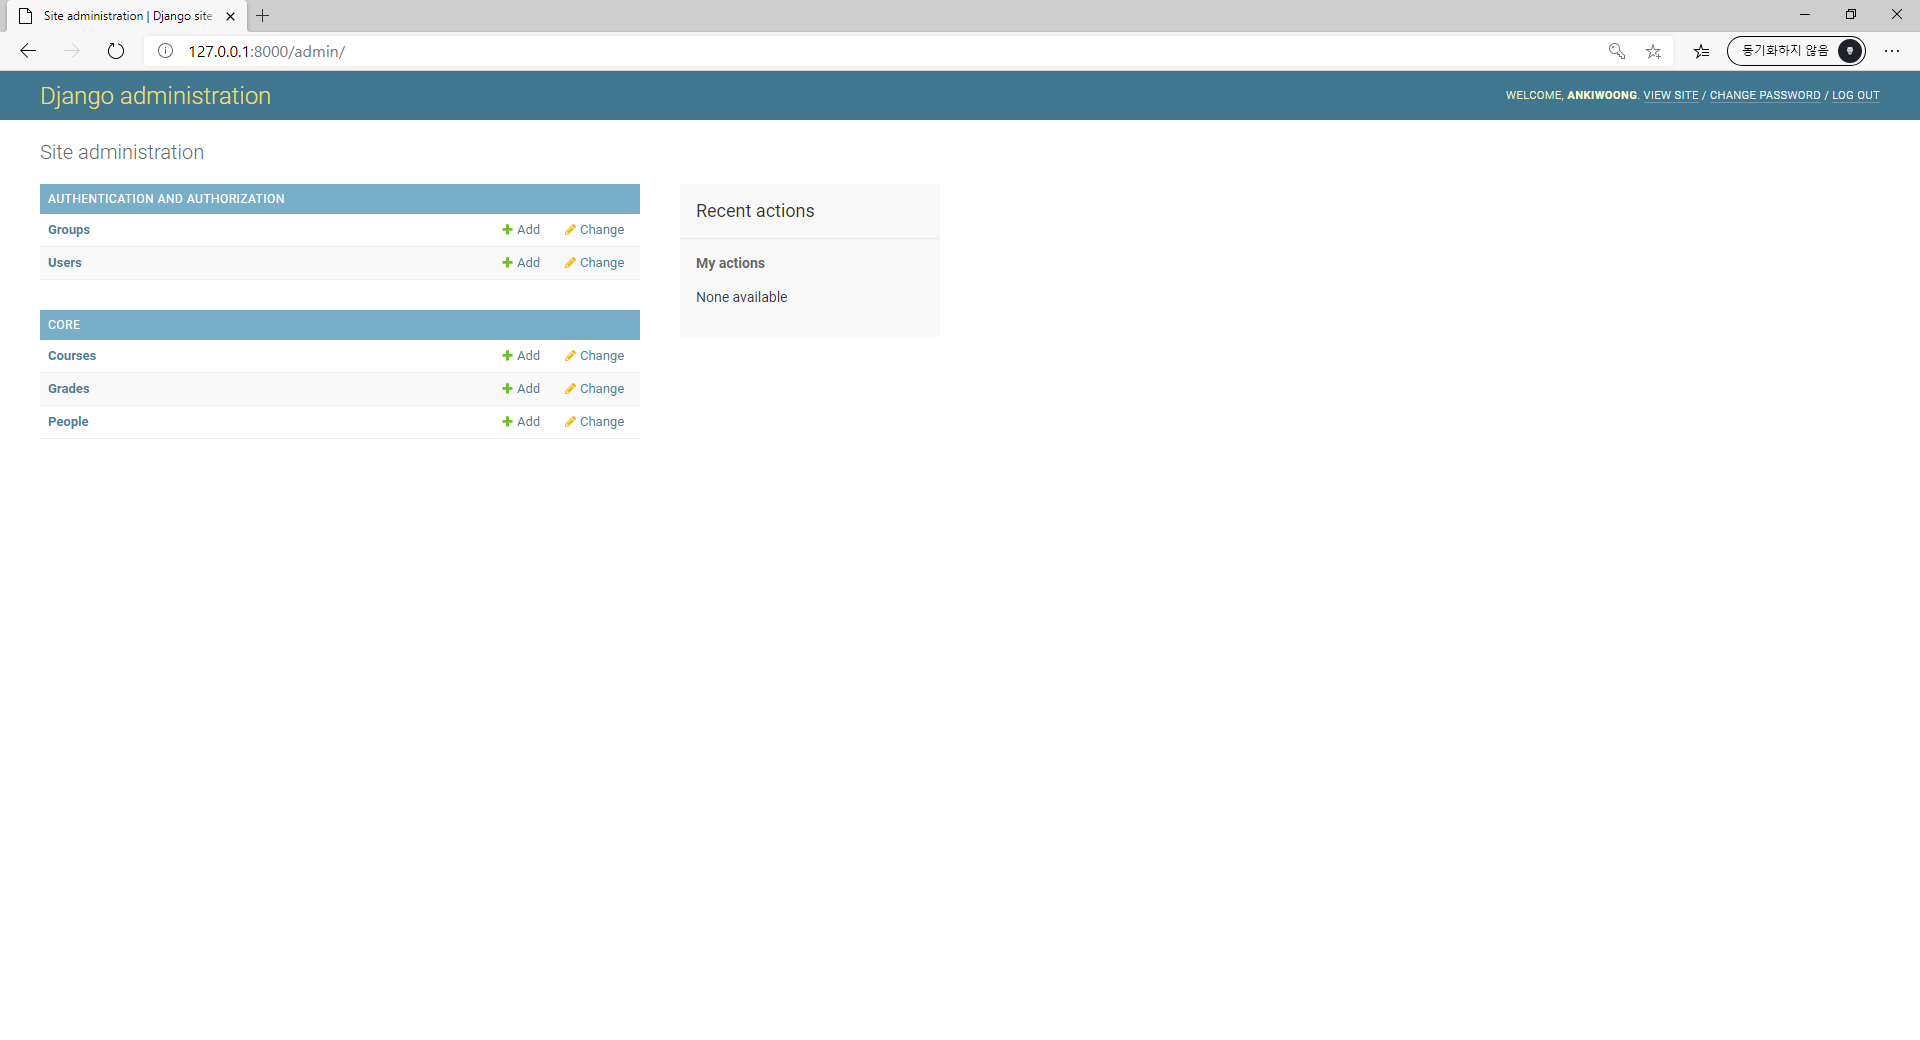 Site administration | Django site
127.0.0.1:8000/admin/
동기화하지 않음
Django administration
WELCOME, ANKIWOONG. VIEW SITE / CHANGE PASSWORD / LOG OUT
Site administration
AUTHENTICATION AND AUTHORIZATION
Groups Add Change
Users Add Change
CORE
Courses Add Change
Grades Add Change
People Add Change
Recent actions
My actions
None available